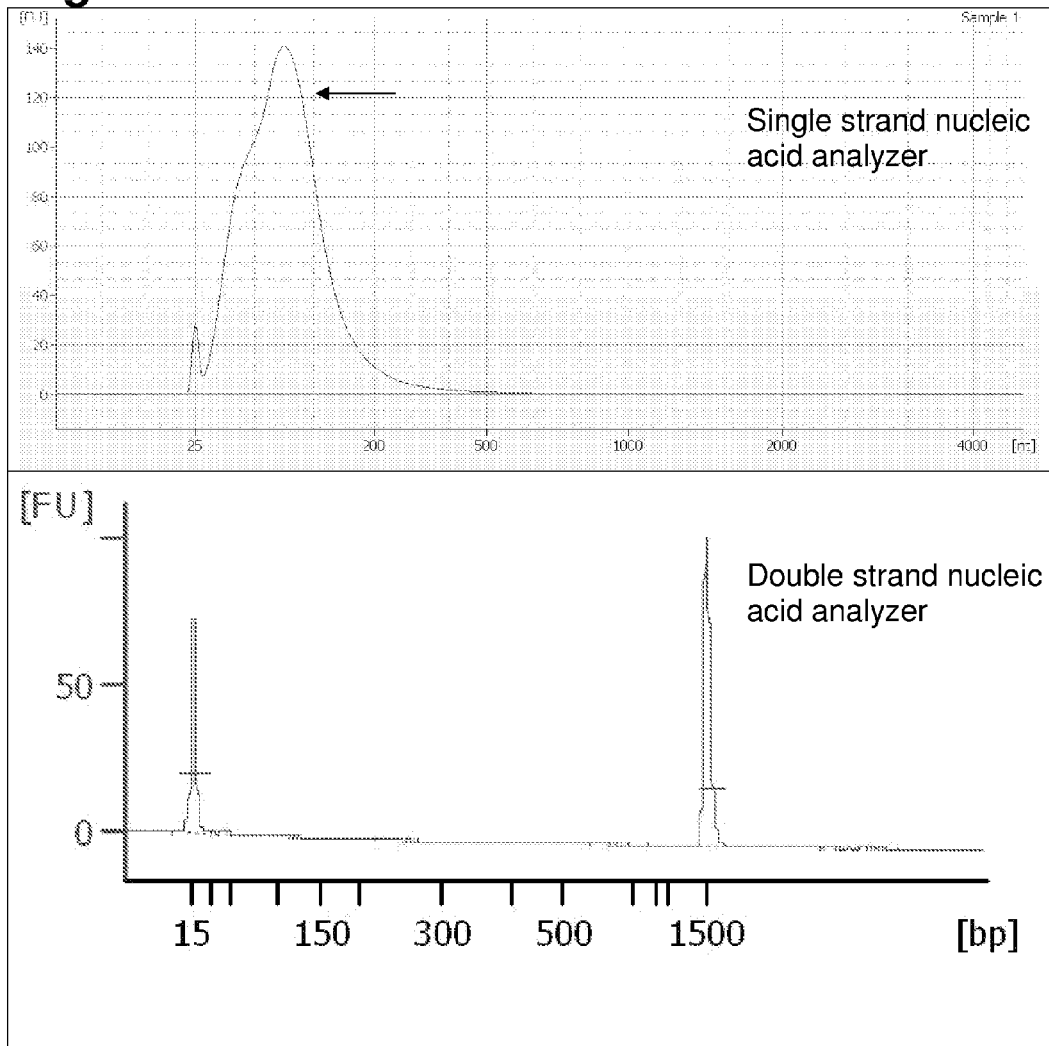 [FU]
Sample 1
140
120
100
80
60
40
20
0
25 200 500 1000 2000 4000 [nt]
Single strand nucleic
acid analyzer
[FU]
50
0
15 150 300 500 1500 [bp]
Double strand nucleic
acid analyzer